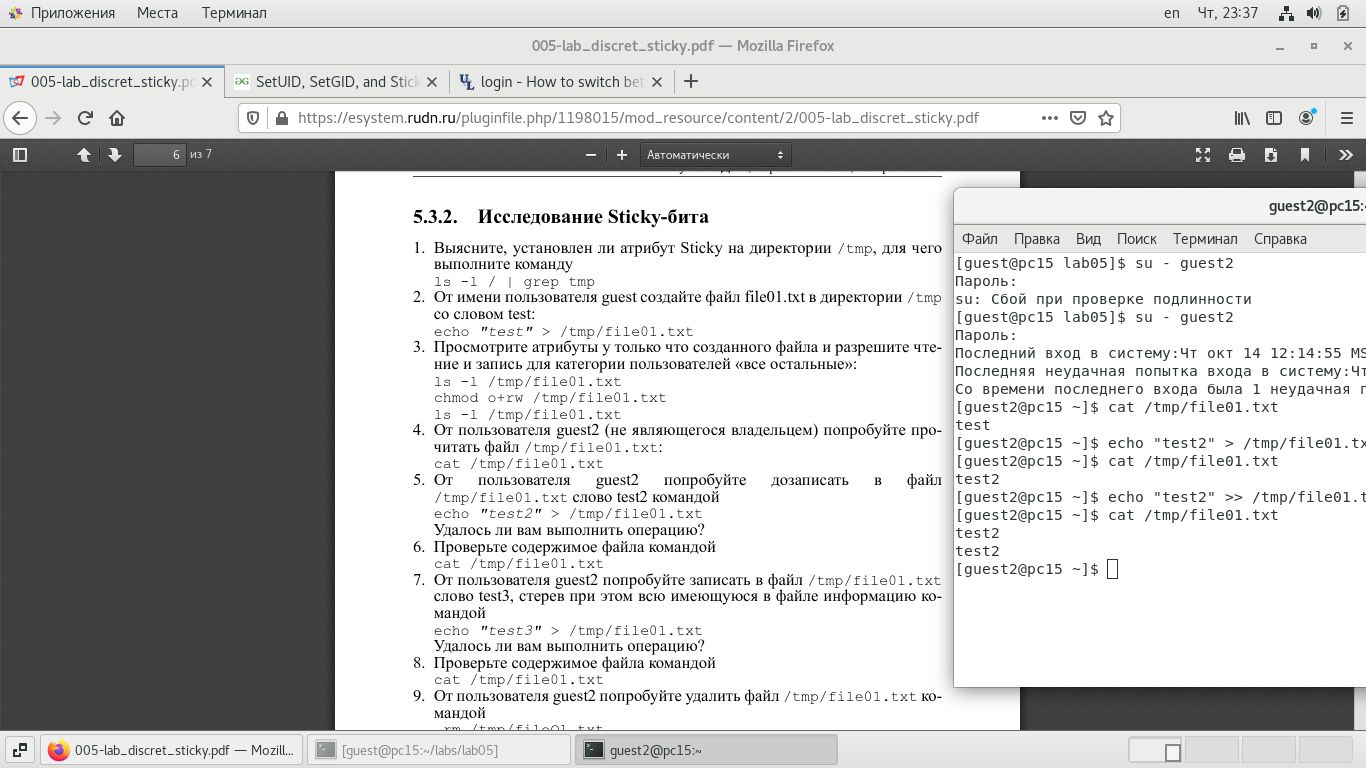 Приложения Места Терминал en Чт, 23:37
005-lab_discret_sticky.pdf — Mozilla Firefox
005-lab_discret_sticky.pd SetUID, SetGID, and Stick login - How to switch bet
https://esystem.rudn.ru/pluginfile.php/1198015/mod_resource/content/2/005-lab_discret_sticky.pdf
6 из 7 Автоматически
5.3.2. Исследование Sticky-бита
1. Выясните, установлен ли атрибут Sticky на директории /tmp, для чего
выполните команду
ls -l / | grep tmp
2. От имени пользователя guest создайте файл file01.txt в директории /tmp
со словом test:
echo "test" > /tmp/file01.txt
3. Просмотрите атрибуты у только что созданного файла и разрешите чте-
ние и запись для категории пользователей «все остальные»:
ls -l /tmp/file01.txt
chmod o+rw /tmp/file01.txt
ls -l /tmp/file01.txt
4. От пользователя guest2 (не являющегося владельцем) попробуйте про-
читать файл /tmp/file01.txt:
cat /tmp/file01.txt
5. От пользователя guest2 попробуйте дозаписать в файл
/tmp/file01.txt слово test2 командой
echo "test2" > /tmp/file01.txt
Удалось ли вам выполнить операцию?
6. Проверьте содержимое файла командой
cat /tmp/file01.txt
7. От пользователя guest2 попробуйте записать в файл /tmp/file01.txt
слово test3, стерев при этом всю имеющуюся в файле информацию ко-
мандой
echo "test3" > /tmp/file01.txt
Удалось ли вам выполнить операцию?
8. Проверьте содержимое файла командой
cat /tmp/file01.txt
9. От пользователя guest2 попробуйте удалить файл /tmp/file01.txt ко-
мандой
guest2@pc15:~
Файл Правка Вид Поиск Терминал Справка
[guest@pc15 lab05]$ su - guest2
Пароль:
su: Сбой при проверке подлинности
[guest@pc15 lab05]$ su - guest2
Пароль:
Последний вход в систему:Чт окт 14 12:14:55 MS
Последняя неудачная попытка входа в систему:Чт
Со времени последнего входа была 1 неудачная п
[guest2@pc15 ~]$ cat /tmp/file01.txt
test
[guest2@pc15 ~]$ echo "test2" > /tmp/file01.tx
[guest2@pc15 ~]$ cat /tmp/file01.txt
test2
[guest2@pc15 ~]$ echo "test2" >> /tmp/file01.t
[guest2@pc15 ~]$ cat /tmp/file01.txt
test2
test2
[guest2@pc15 ~]$
005-lab_discret_sticky.pdf — Mozill... [guest@pc15:~/labs/lab05] guest2@pc15:~